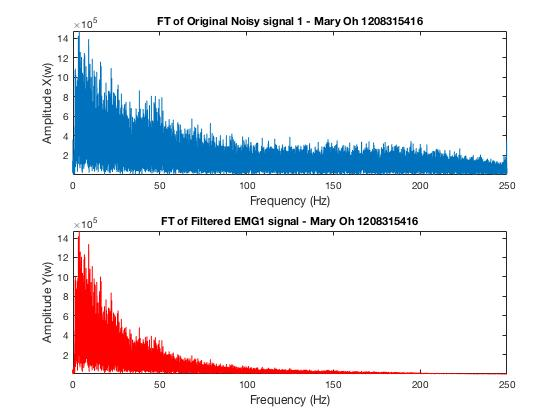 FT of Original Noisy signal 1 - Mary Oh 1208315416
×10^5
14
12
10
8
6
4
2
Amplitude X(w)
0 50 100 150 200 250
Frequency (Hz)
FT of Filtered EMG1 signal - Mary Oh 1208315416
×10^5
14
12
10
8
6
4
2
Amplitude Y(w)
0 50 100 150 200 250
Frequency (Hz)